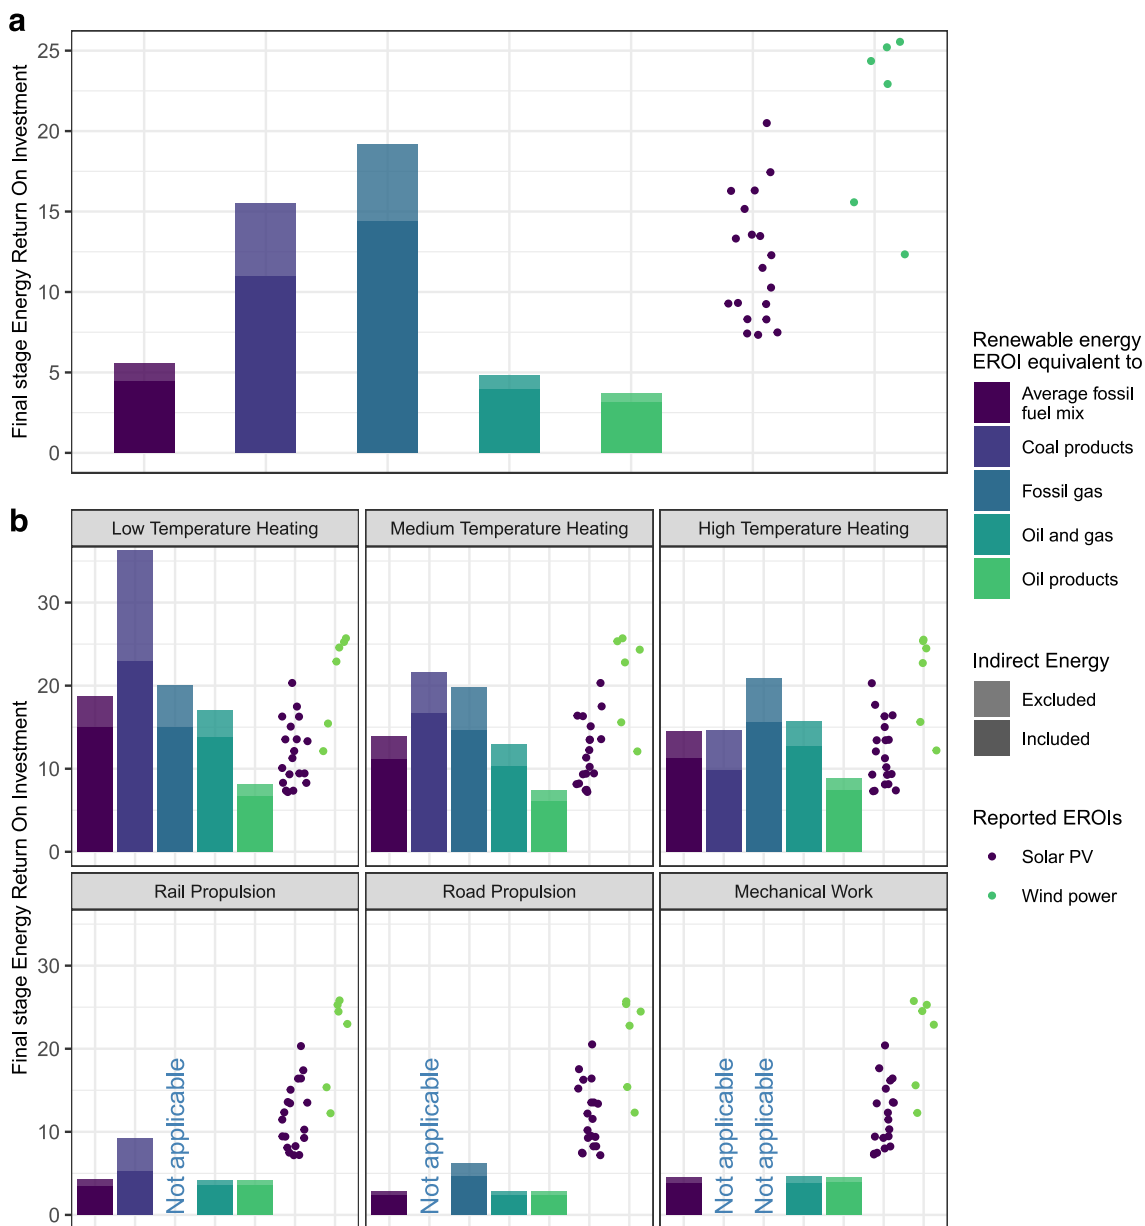 a
Final stage Energy Return On Investment
25
20
15
10
5
0
Renewable energy
EROI equivalent to
Average fossil
fuel mix
Coal products
Fossil gas
Oil and gas
Oil products
Indirect Energy
Excluded
Included
Reported EROIs
Solar PV
Wind power
b
Final stage Energy Return On Investment
Low Temperature Heating
Medium Temperature Heating
High Temperature Heating
30
20
10
0
Rail Propulsion
Road Propulsion
Mechanical Work
30
20
10
0
Not applicable
Not applicable
Not applicable
Not applicable